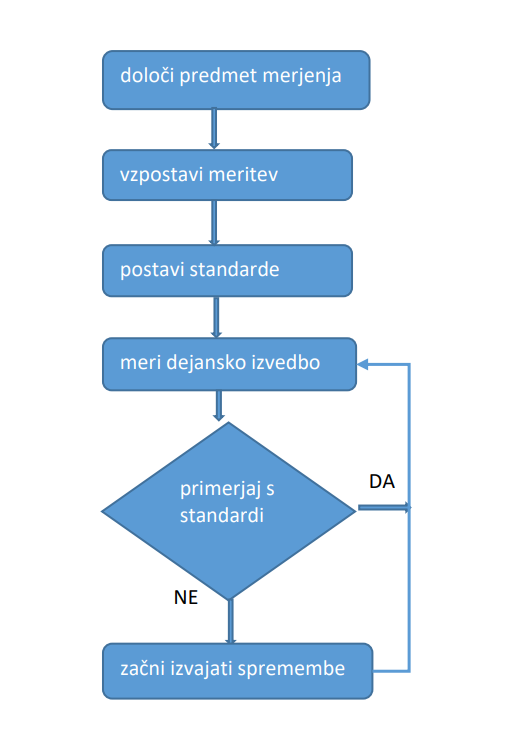 določi predmet merjenja
vzpostavi meritev
postavi standarde
meri dejansko izvedbo
primerjaj s
standardi
DA
NE
začni izvajati spremembe